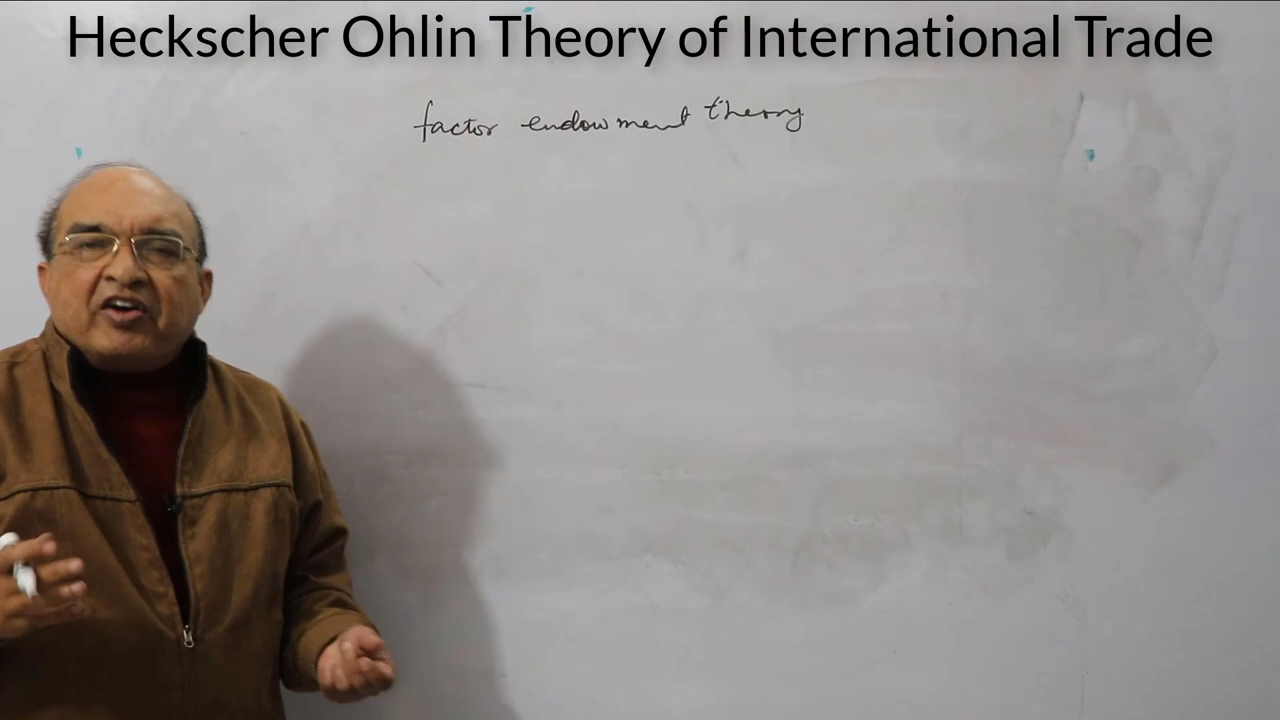 Heckscher Ohlin Theory of International Trade
factor endowment theory